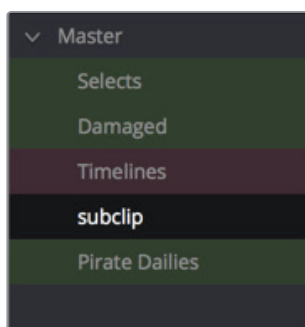 Master
Selects
Damaged
Timelines
subclip
Pirate Dailies